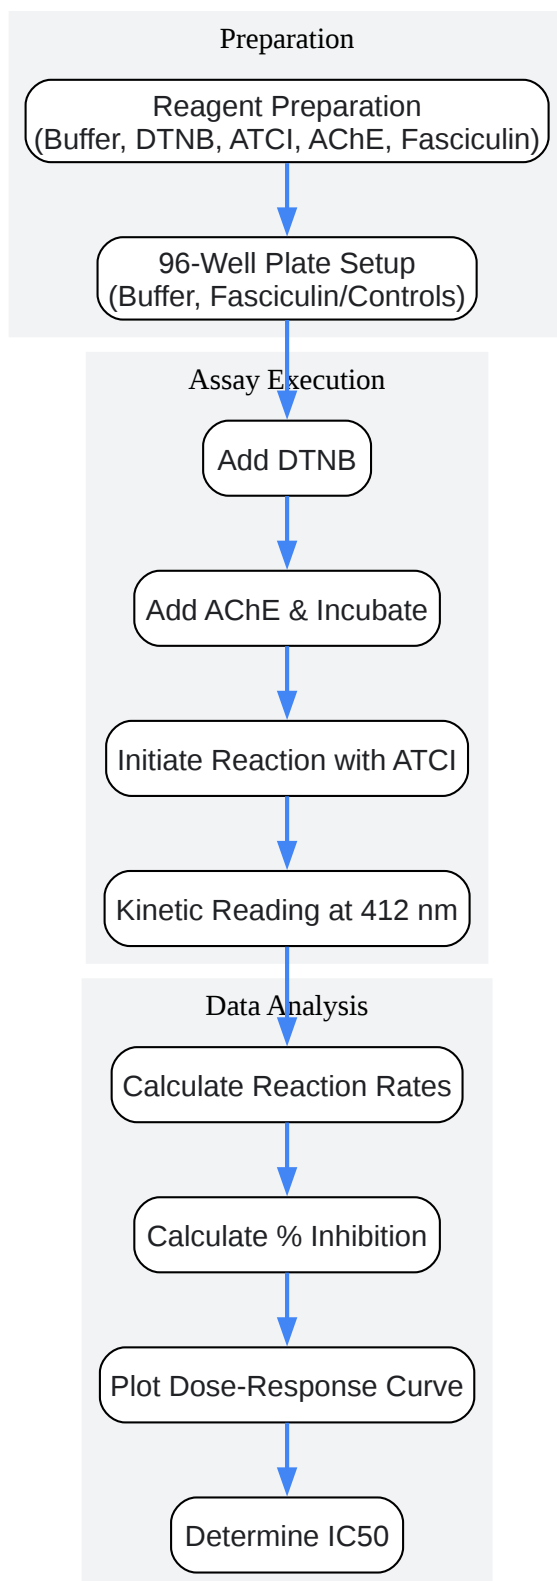 Preparation
Reagent Preparation
(Buffer, DTNB, ATCI, AChE, Fasciculin)
96-Well Plate Setup
(Buffer, Fasciculin/Controls)
Assay Execution
Add DTNB
Add AChE & Incubate
Initiate Reaction with ATCI
Kinetic Reading at 412 nm
Data Analysis
Calculate Reaction Rates
Calculate % Inhibition
Plot Dose-Response Curve
Determine IC50